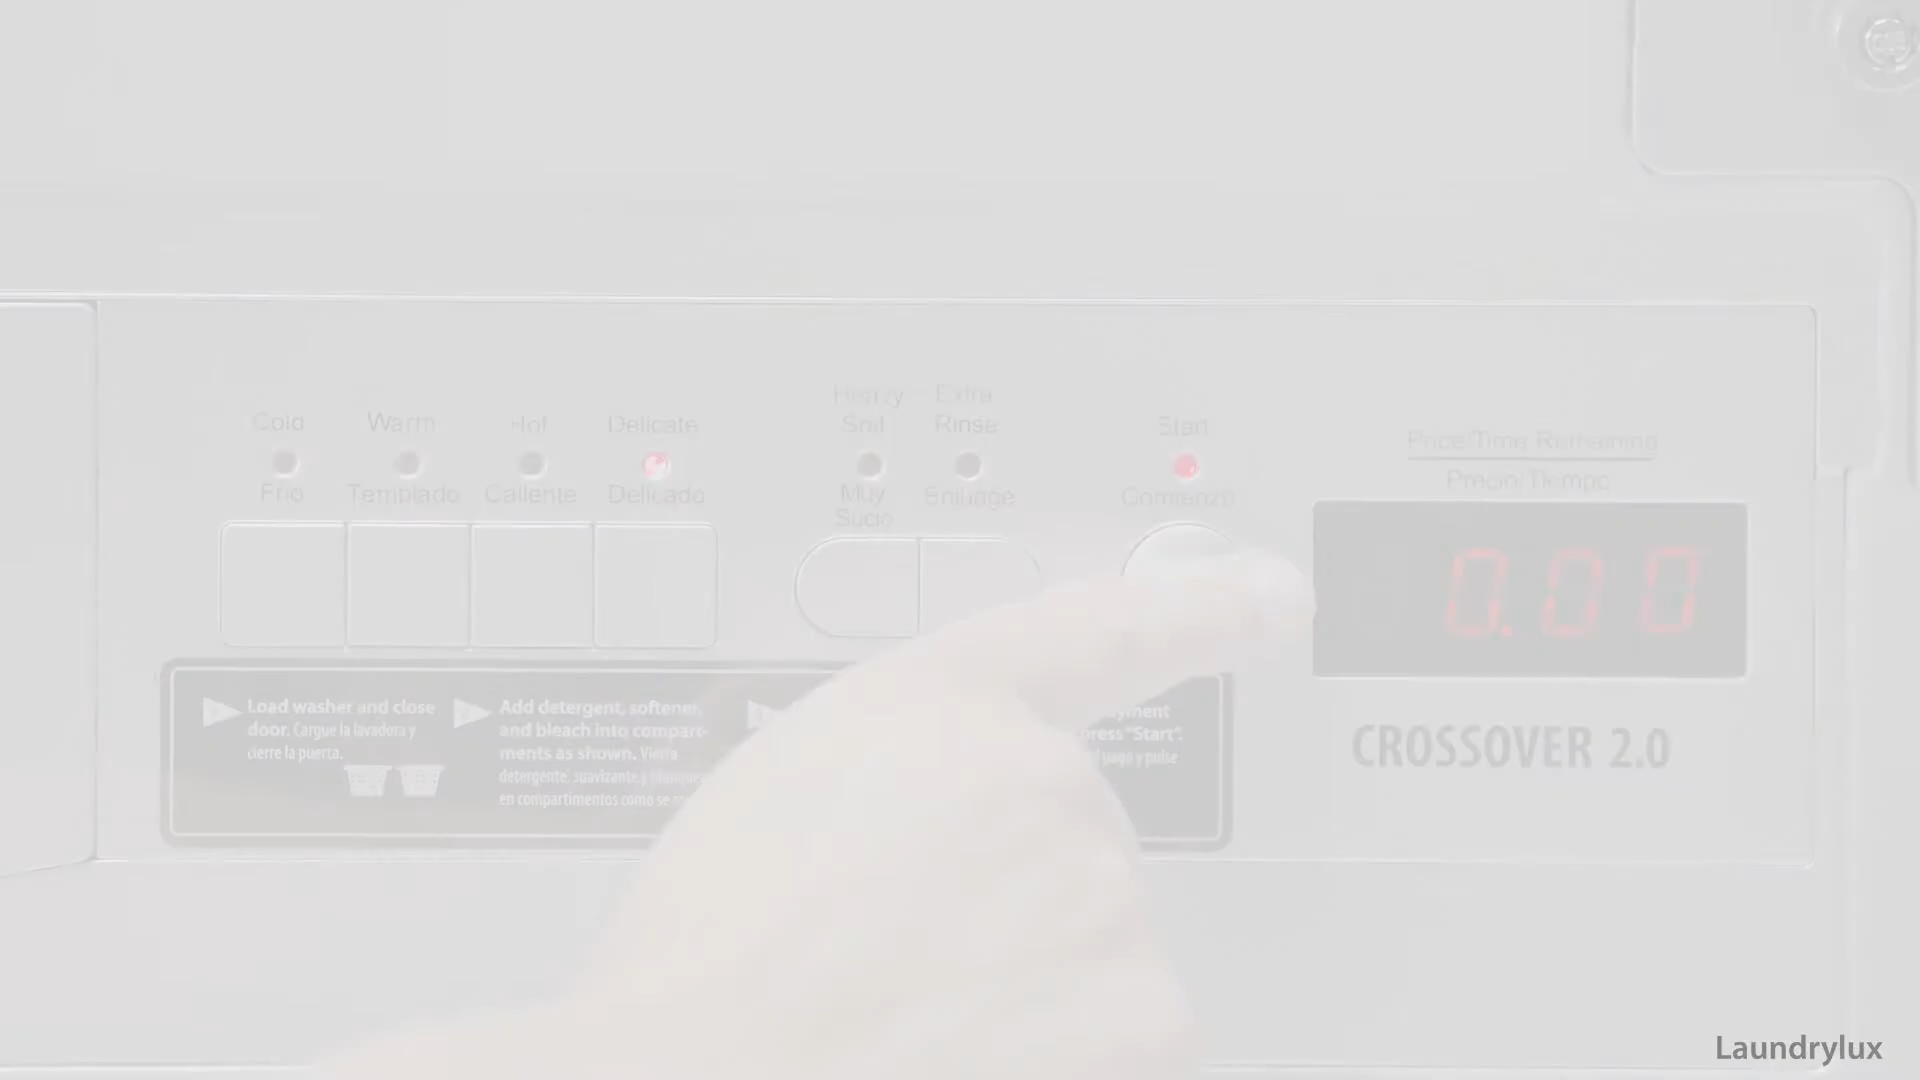 Cold Warm Hot Delicate
Frio Templado Caliente Delicado
Heavy Extra
Soil Rinse
Muy Enjuage
Sucio
Start
Comienzo
Price/Time Remaining
Precio/Tiempo
0.00
CROSSOVER 2.0
Load washer and close
door. Cargue la lavadora y
cierre la puerta.
Add detergent, softener,
and bleach into compart-
ments as shown. Vierta
detergente, suavizante y
en compartimentos como se
press "Start".
pago y pulse
Laundrylux